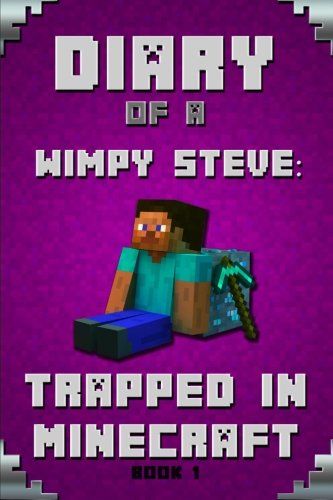 DIARY
OF A
WIMPY STEVE:
TRAPPED IN
MINECRAFT
BOOK 1